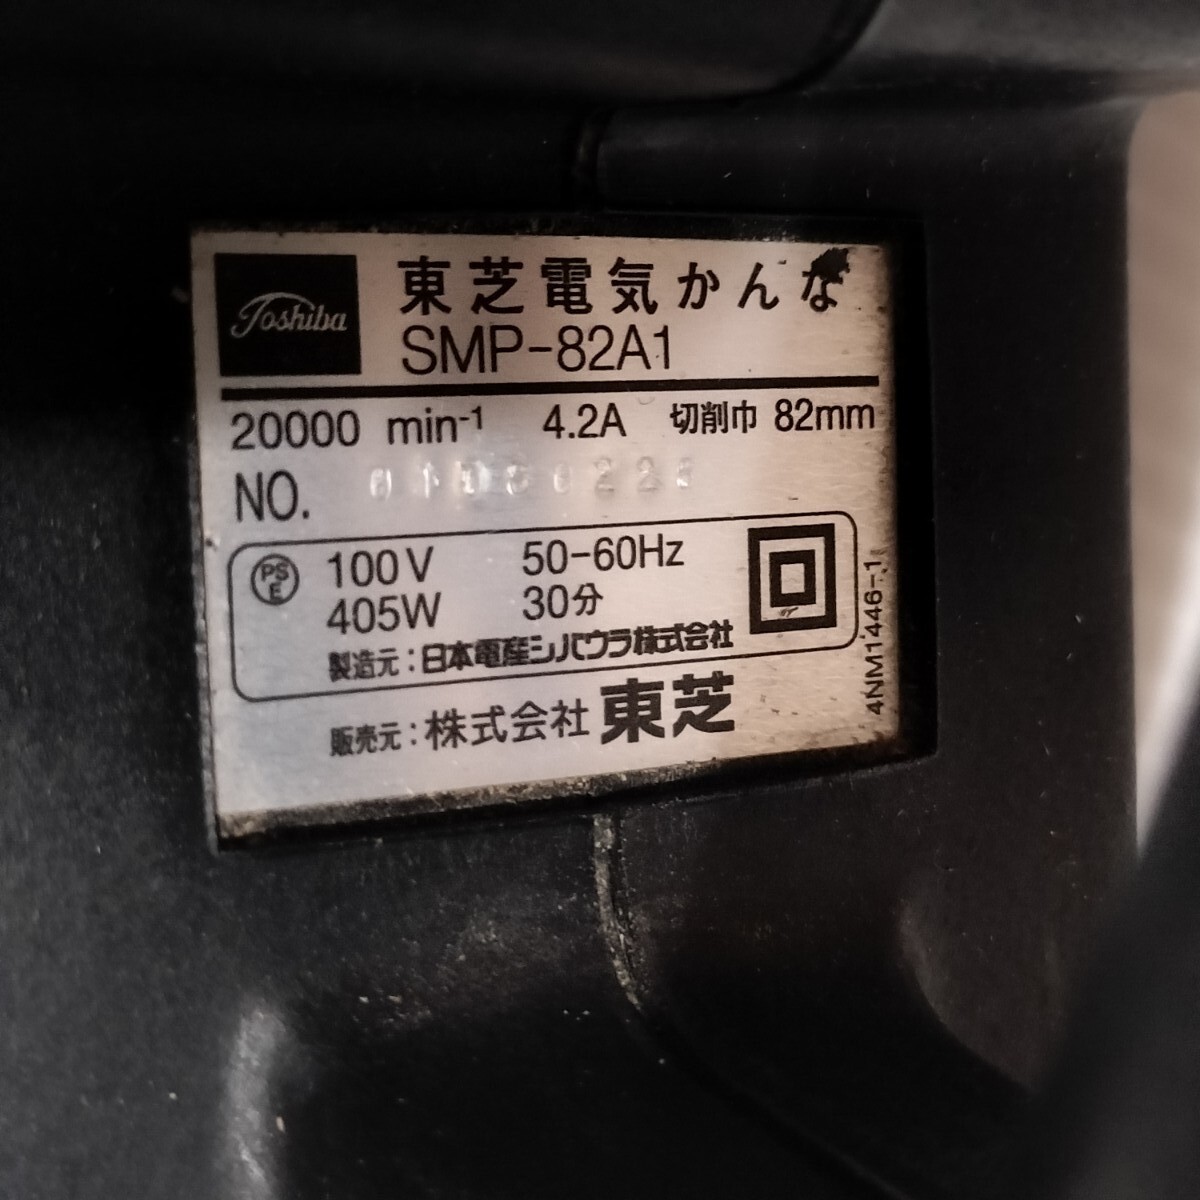 Toshiba
東芝電気かんな
SMP-82A1
20000 min-1 4.2A 切削巾 82mm
NO.
PSE 100V 50-60Hz
405W 30分
製造元:日本電産シバウラ株式会社
販売元:株式会社 東芝
4NM1446-1